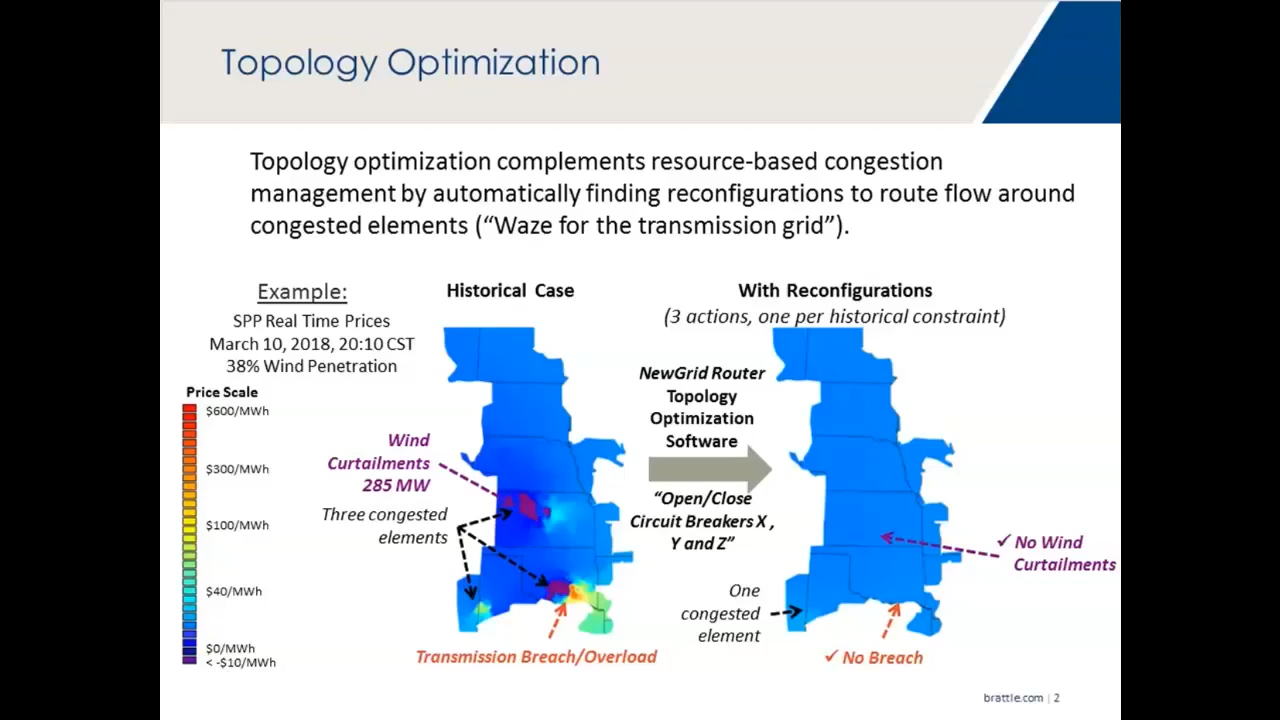 Topology Optimization
Topology optimization complements resource-based congestion
management by automatically finding reconfigurations to route flow around
congested elements (“Waze for the transmission grid”).
Example:
SPP Real Time Prices
March 10, 2018, 20:10 CST
38% Wind Penetration
Price Scale
$600/MWh
$300/MWh
$100/MWh
$40/MWh
$0/MWh
< -$10/MWh
Historical Case
Wind
Curtailments
285 MW
Three congested
elements
Transmission Breach/Overload
NewGrid Router
Topology
Optimization
Software
“Open/Close
Circuit Breakers X ,
Y and Z”
With Reconfigurations
(3 actions, one per historical constraint)
✓ No Wind
Curtailments
One
congested
element
✓ No Breach
brattle.com | 2